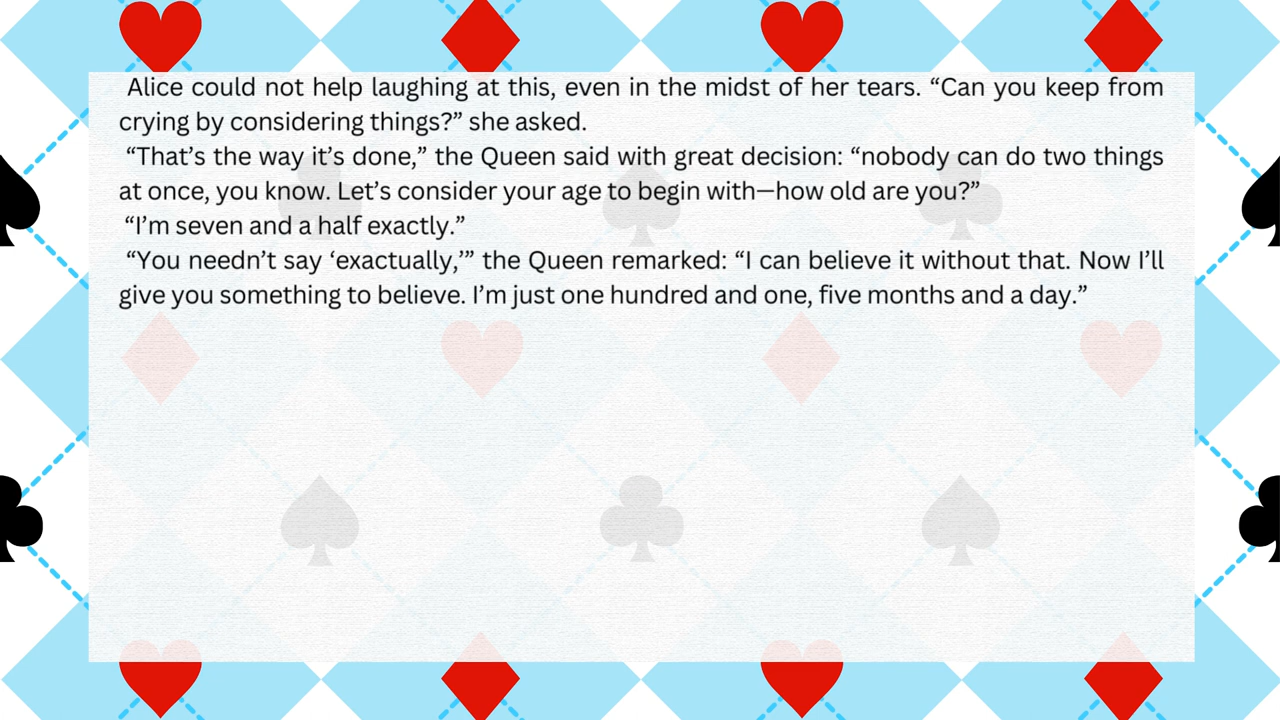 Alice could not help laughing at this, even in the midst of her tears. “Can you keep from
crying by considering things?” she asked.
“That’s the way it’s done,” the Queen said with great decision: “nobody can do two things
at once, you know. Let’s consider your age to begin with—how old are you?”
“I’m seven and a half exactly.”
“You needn’t say ‘exactually,’” the Queen remarked: “I can believe it without that. Now I’ll
give you something to believe. I’m just one hundred and one, five months and a day.”